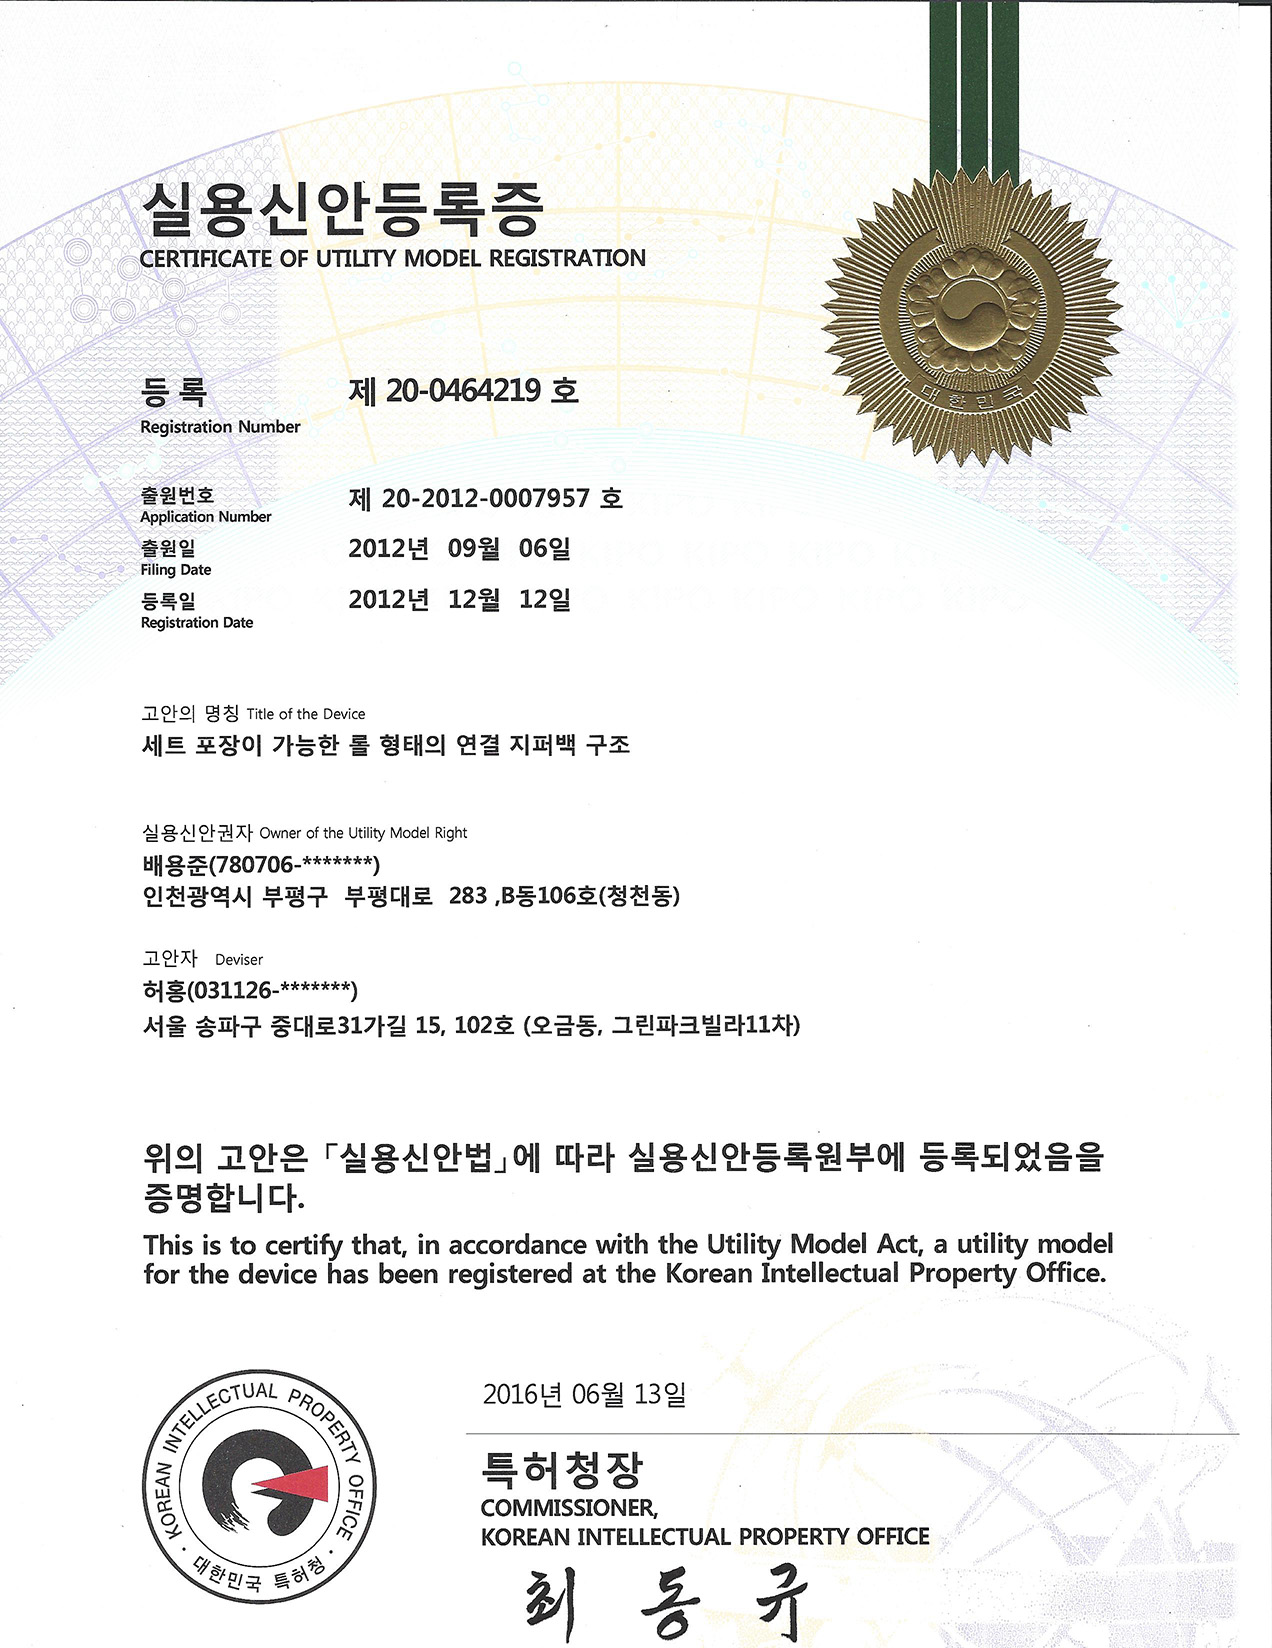 실용신안등록증
CERTIFICATE OF UTILITY MODEL REGISTRATION
대한민국
등록 제 20-0464219 호
Registration Number
출원번호 제 20-2012-0007957 호
Application Number
출원일 2012년 09월 06일
Filing Date
등록일 2012년 12월 12일
Registration Date
고안의 명칭 Title of the Device
세트 포장이 가능한 롤 형태의 연결 지퍼백 구조
실용신안권자 Owner of the Utility Model Right
배용준(780706-*******)
인천광역시 부평구 부평대로 283 ,B동106호(청천동)
고안자 Deviser
허홍(031126-*******)
서울 송파구 중대로31가길 15, 102호 (오금동, 그린파크빌라11차)
위의 고안은 「실용신안법」에 따라 실용신안등록원부에 등록되었음을
증명합니다.
This is to certify that, in accordance with the Utility Model Act, a utility model
for the device has been registered at the Korean Intellectual Property Office.
2016년 06월 13일
특허청장
COMMISSIONER,
KOREAN INTELLECTUAL PROPERTY OFFICE
최동규
KOREAN INTELLECTUAL PROPERTY OFFICE
대한민국 특허청